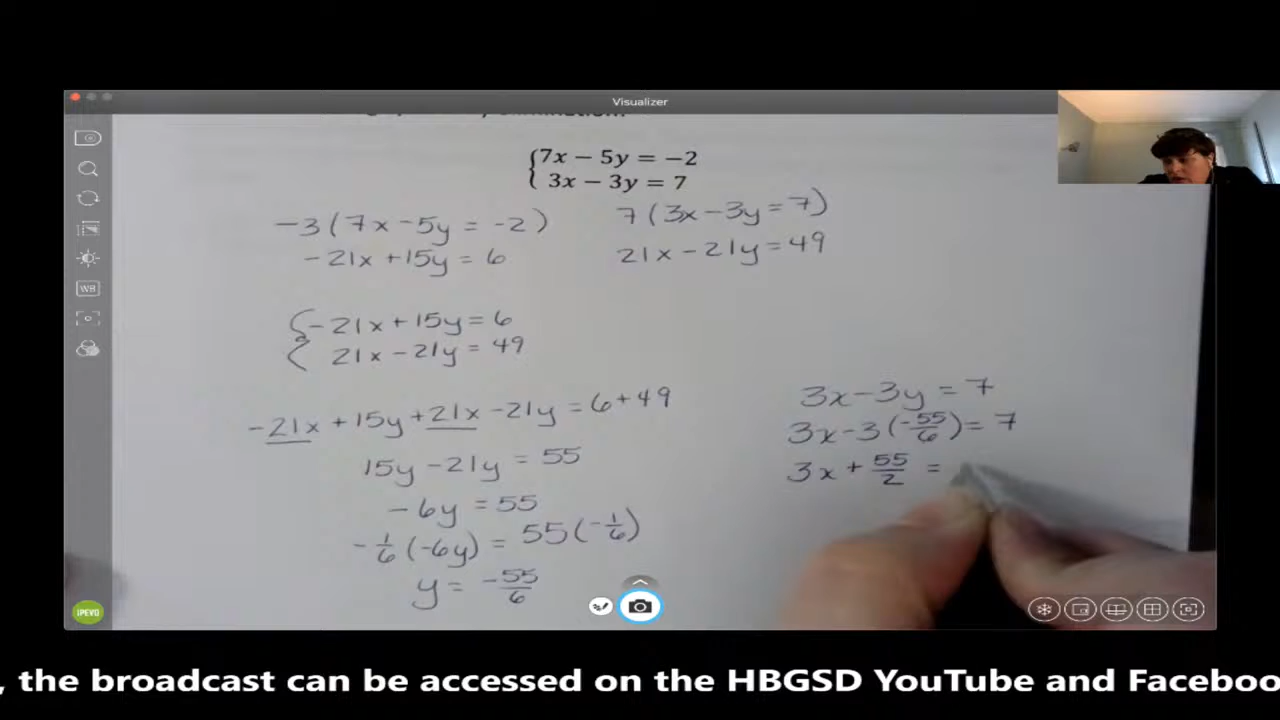 Visualizer
elimination:
7x − 5y = −2
3x − 3y = 7
-3(7x -5y = -2)
7(3x-3y=7)
-21x +15y = 6
21x - 21y = 49
-21x+15y = 6
21x -21y = 49
-21x +15y +21x -21y = 6+49
15y -21y = 55
-6y = 55
-1/6 (-6y) = 55(-1/6)
y = -55/6
3x-3y = 7
3x-3(-55/6) = 7
3x + 55/2 =
WB
IPEVO
, the broadcast can be accessed on the HBGSD YouTube and Faceboo